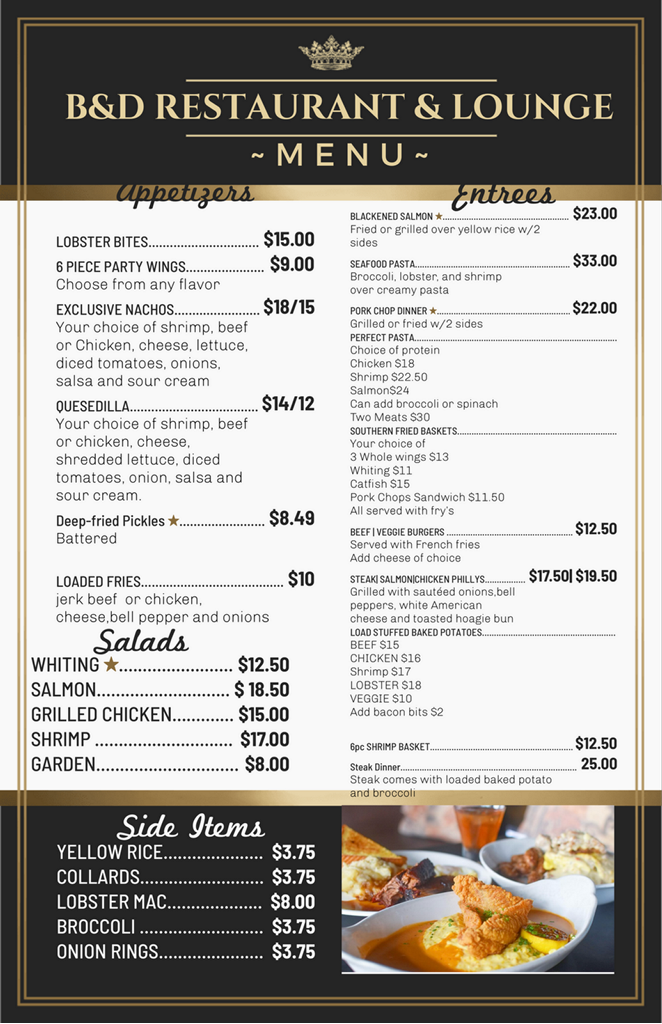 B&D RESTAURANT & LOUNGE
~ M E N U ~
Appetizers
LOBSTER BITES............................ $15.00
6 PIECE PARTY WINGS.................... $9.00
Choose from any flavor
EXCLUSIVE NACHOS...................... $18/15
Your choice of shrimp, beef
or Chicken, cheese, lettuce,
diced tomatoes, onions,
salsa and sour cream
QUESEDILLA................................. $14/12
Your choice of shrimp, beef
or chicken, cheese,
shredded lettuce, diced
tomatoes, onion, salsa and
sour cream.
Deep-fried Pickles ★...................... $8.49
Battered
LOADED FRIES.................................... $10
jerk beef or chicken,
cheese,bell pepper and onions
Salads
WHITING ★....................... $12.50
SALMON........................... $ 18.50
GRILLED CHICKEN............. $15.00
SHRIMP ............................ $17.00
GARDEN............................. $8.00
Entrees
BLACKENED SALMON ★............................................. $23.00
Fried or grilled over yellow rice w/2
sides
SEAFOOD PASTA....................................................... $33.00
Broccoli, lobster, and shrimp
over creamy pasta
PORK CHOP DINNER ★............................................... $22.00
Grilled or fried w/2 sides
PERFECT PASTA.......................................................................
Choice of protein
Chicken $18
Shrimp $22.50
Salmon$24
Can add broccoli or spinach
Two Meats $30
SOUTHERN FRIED BASKETS.......................................................
Your choice of
3 Whole wings $13
Whiting $11
Catfish $15
Pork Chops Sandwich $11.50
All served with fry's
BEEF | VEGGIE BURGERS ............................................ $12.50
Served with French fries
Add cheese of choice
STEAK| SALMON|CHICKEN PHILLYS.............. $17.50| $19.50
Grilled with sautéed onions,bell
peppers, white American
cheese and toasted hoagie bun
LOAD STUFFED BAKED POTATOES..............................................
BEEF $15
CHICKEN $16
Shrimp $17
LOBSTER $18
VEGGIE $10
Add bacon bits $2
6pc SHRIMP BASKET.................................................. $12.50
Steak Dinner............................................................ 25.00
Steak comes with loaded baked potato
and broccoli
Side Items
YELLOW RICE..................... $3.75
COLLARDS.......................... $3.75
LOBSTER MAC.................... $8.00
BROCCOLI .......................... $3.75
ONION RINGS..................... $3.75